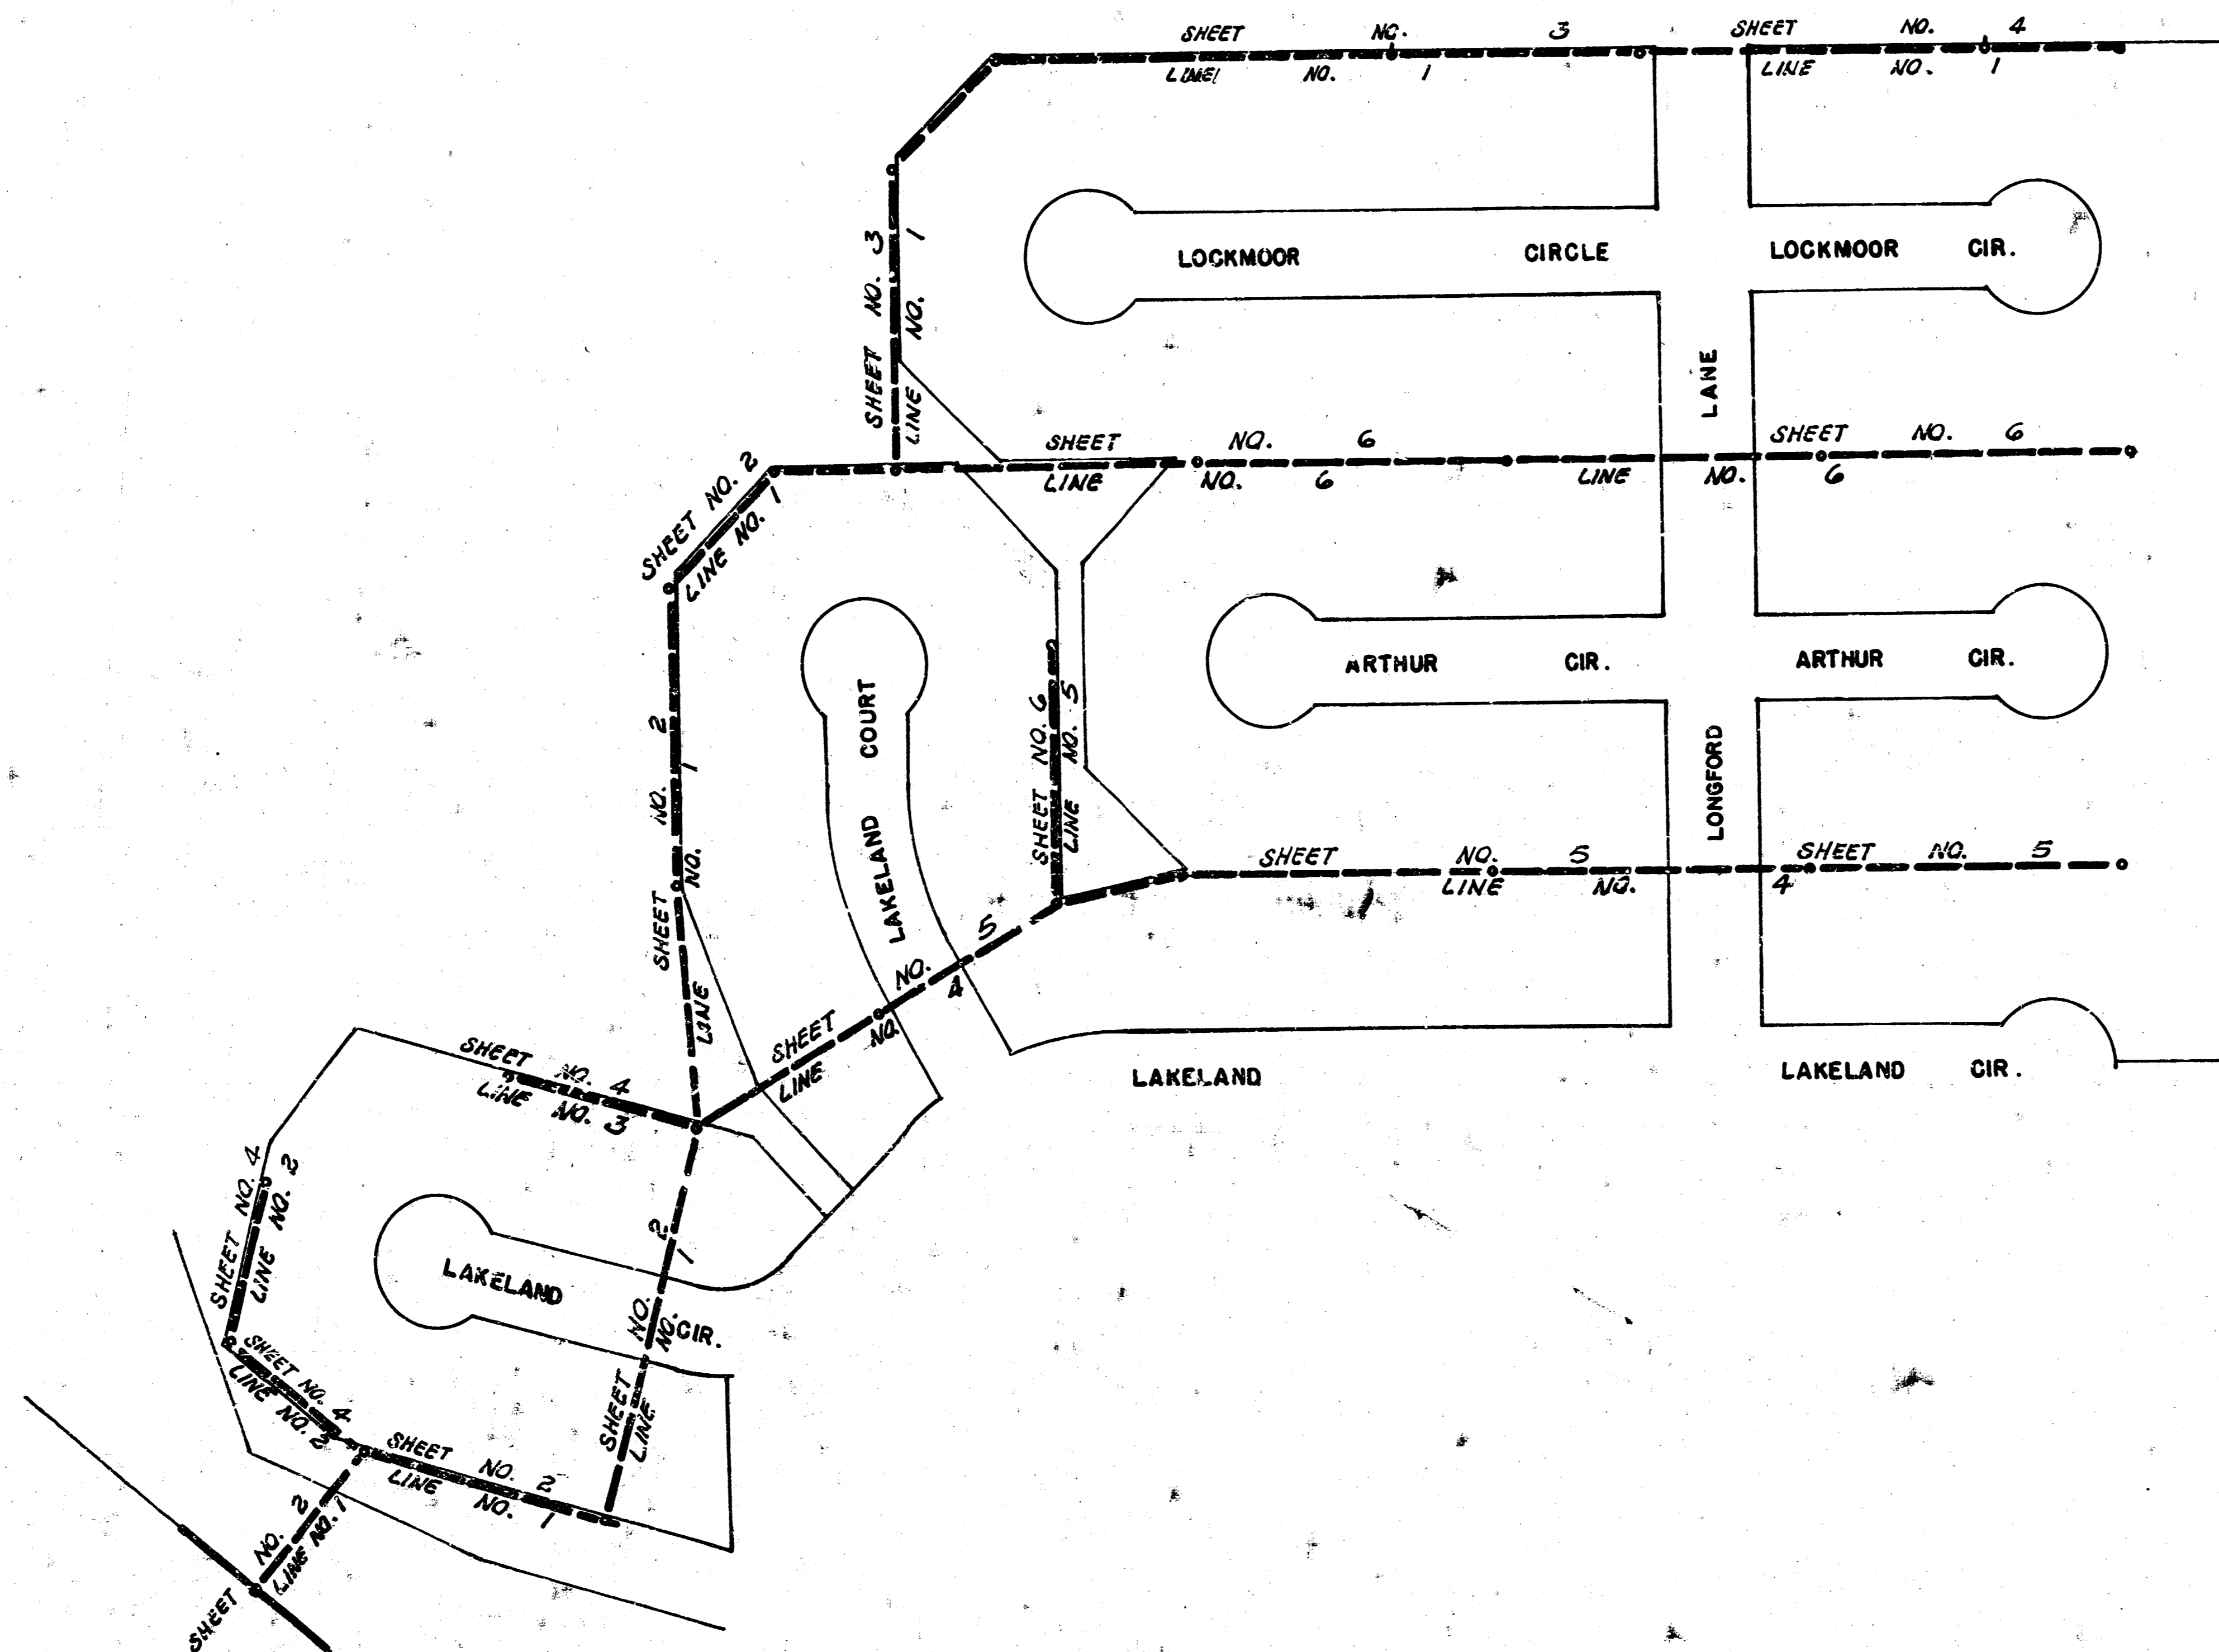 SHEET NO. 3
LINE NO. 1
SHEET NO. 4
LINE NO. 1
LOCKMOOR CIRCLE
LOCKMOOR CIR.
SHEET NO. 3
LINE NO. 1
LANE
SHEET NO. 6
LINE NO. 6
SHEET NO. 6
LINE NO. 6
SHEET NO. 2
LINE NO. 1
ARTHUR CIR.
ARTHUR CIR.
LAKELAND COURT
SHEET NO. 6
LINE NO. 5
SHEET NO. 2
LINE NO. 1
LONGFORD
SHEET NO. 5
LINE NO. 4
SHEET NO. 5
SHEET NO. 5
LINE NO. 4
LAKELAND
LAKELAND CIR.
SHEET NO. 4
LINE NO. 3
SHEET NO. 4
LINE NO. 2
LAKELAND CIR.
SHEET NO. 2
LINE NO. 1
SHEET NO. 4
LINE NO. 2
SHEET NO. 2
LINE NO. 1
SHEET NO. 2
LINE NO. 1